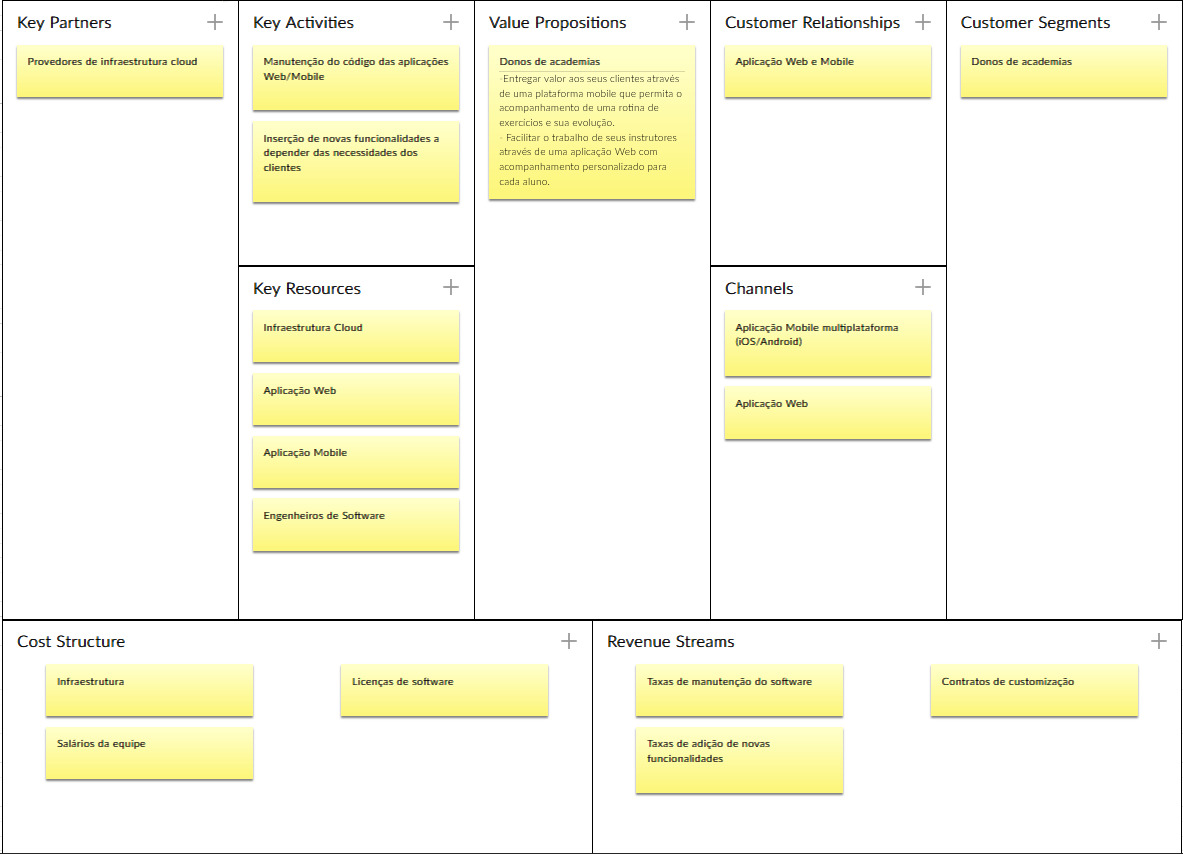 Key Partners
Provedores de infraestrutura cloud
Key Activities
Manutenção do código das aplicações
Web/Mobile
Inserção de novas funcionalidades a
depender das necessidades dos
clientes
Key Resources
Infraestrutura Cloud
Aplicação Web
Aplicação Mobile
Engenheiros de Software
Value Propositions
Donos de academias
-Entregar valor aos seus clientes através
de uma plataforma mobile que permita o
acompanhamento de uma rotina de
exercícios e sua evolução.
- Facilitar o trabalho de seus instrutores
através de uma aplicação Web com
acompanhamento personalizado para
cada aluno.
Customer Relationships
Aplicação Web e Mobile
Channels
Aplicação Mobile multiplataforma
(iOS/Android)
Aplicação Web
Customer Segments
Donos de academias
Cost Structure
Infraestrutura
Licenças de software
Salários da equipe
Revenue Streams
Taxas de manutenção do software
Contratos de customização
Taxas de adição de novas
funcionalidades